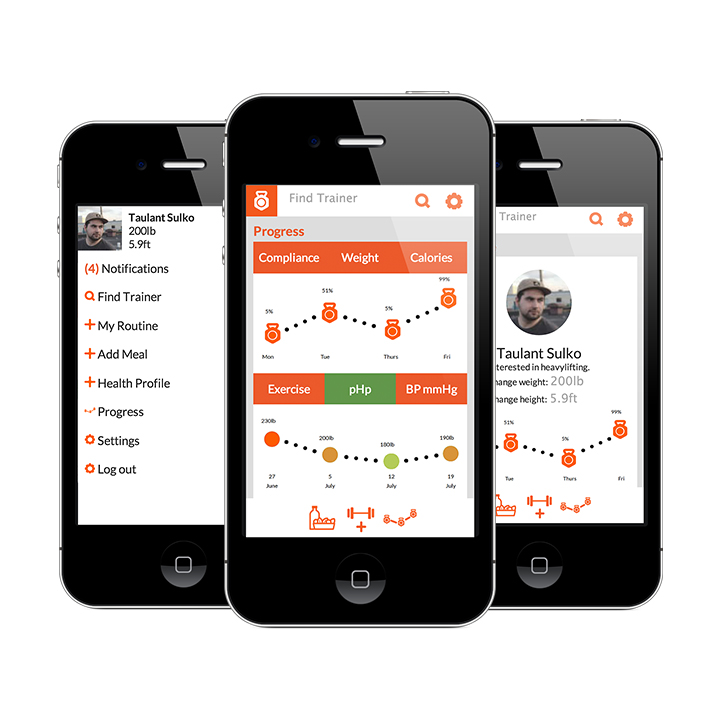 Taulant Sulko
200lb
5.9ft
(4) Notifications
Find Trainer
My Routine
Add Meal
Health Profile
Progress
Settings
Log out
Find Trainer
Progress
Compliance Weight Calories
5% 51% 5% 99%
Mon Tue Thurs Fri
Exercise pHp BP mmHg
230lb 200lb 180lb 190lb
27 5 12 19
June July July July
Trainer
Taulant Sulko
terested in heavylifting.
hange weight: 200lb
hange height: 5.9ft
51% 5% 99%
Tue Thurs Fri